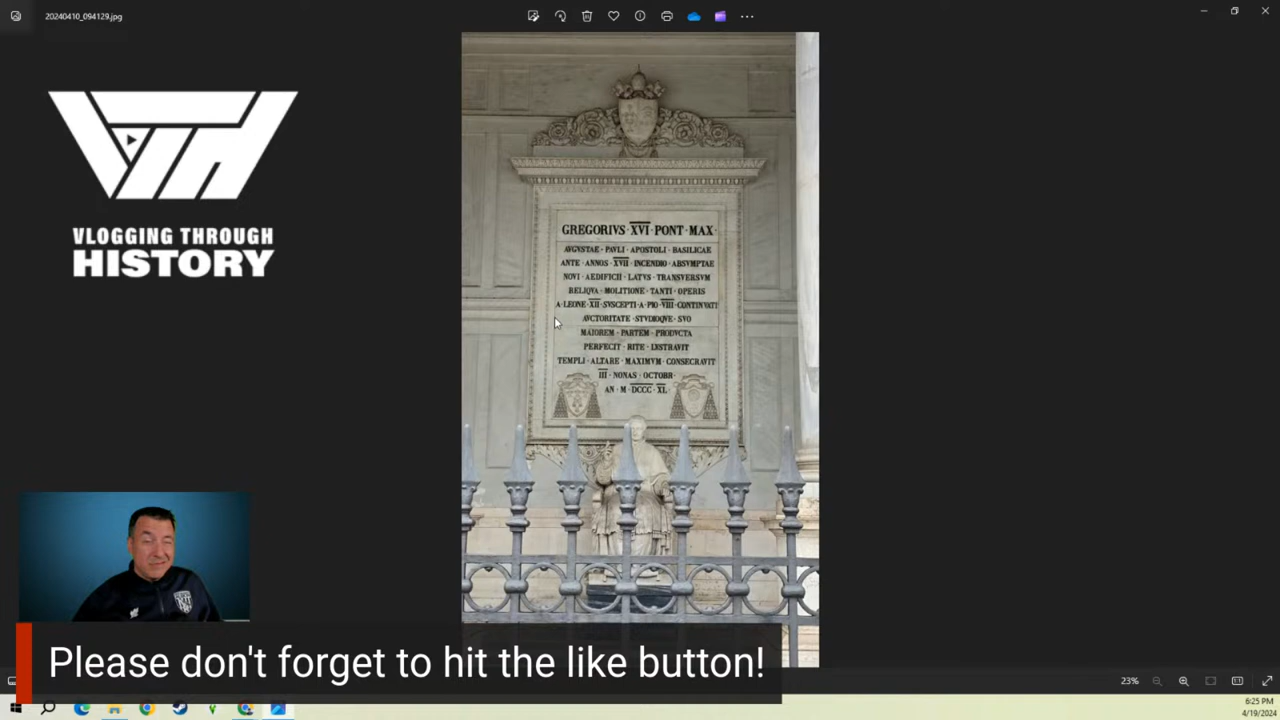 20240410_094129.jpg
VLOGGING THROUGH
HISTORY
GREGORIVS · XVI · PONT · MAX ·
AVGVSTAE · PAVLI · APOSTOLI · BASILICAE
ANTE · ANNOS · XVII · INCENDIO · ABSVMPTAE
NOVI · AEDIFICII · LATVS · TRANSVERSVM
RELIQVA · MOLITIONE · TANTI · OPERIS
A · LEONE · XII · SVSCEPTI · A · PIO · VIII · CONTINVATI
AVCTORITATE · STVDIOQVE · SVO
MAIOREM · PARTEM · PRODVCTA
PERFECIT · RITE · LVSTRAVIT
TEMPLI · ALTARE · MAXIMVM · CONSECRAVIT
III · NONAS · OCTOBR ·
AN · M · DCCC · XL ·
Please don't forget to hit the like button!
23%
6:25 PM
4/19/2024